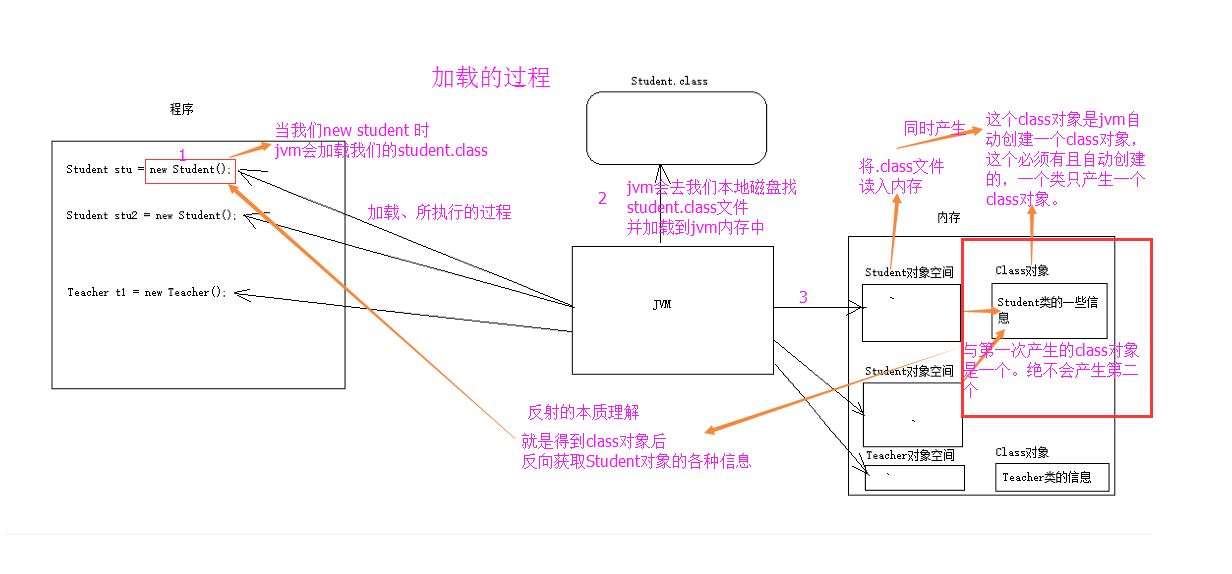 加载的过程
Student.class
程序
当我们new student 时
jvm会加载我们的student.class
1
Student stu = new Student();
Student stu2 = new Student();
加载、所执行的过程
Teacher t1 = new Teacher();
2
jvm会去我们本地磁盘找
student.class文件
并加载到jvm内存中
JVM
3
同时产生
这个class对象是jvm自
动创建一个class对象，
这个必须有且自动创建
的，一个类只产生一个
class对象。
将.class文件
读入内存
内存
Student对象空间
Class对象
Student类的一些信
息
与第一次产生的class对象
是一个。绝不会产生第二
个
Student对象空间
反射的本质理解
就是得到class对象后
反向获取Student对象的各种信息
Teacher对象空间
Class对象
Teacher类的信息